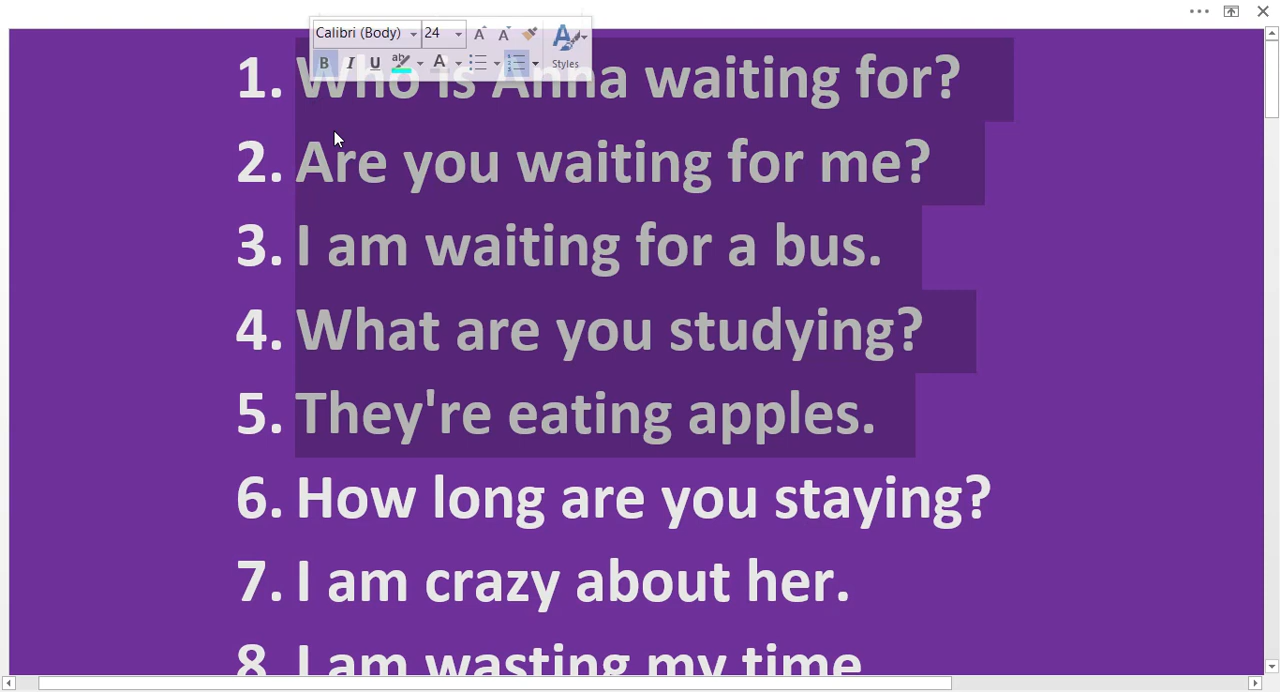 Calibri (Body) 24
B I U ab A Styles
1. Who is Anna waiting for?
2. Are you waiting for me?
3. I am waiting for a bus.
4. What are you studying?
5. They're eating apples.
6. How long are you staying?
7. I am crazy about her.
8 I am wasting my time